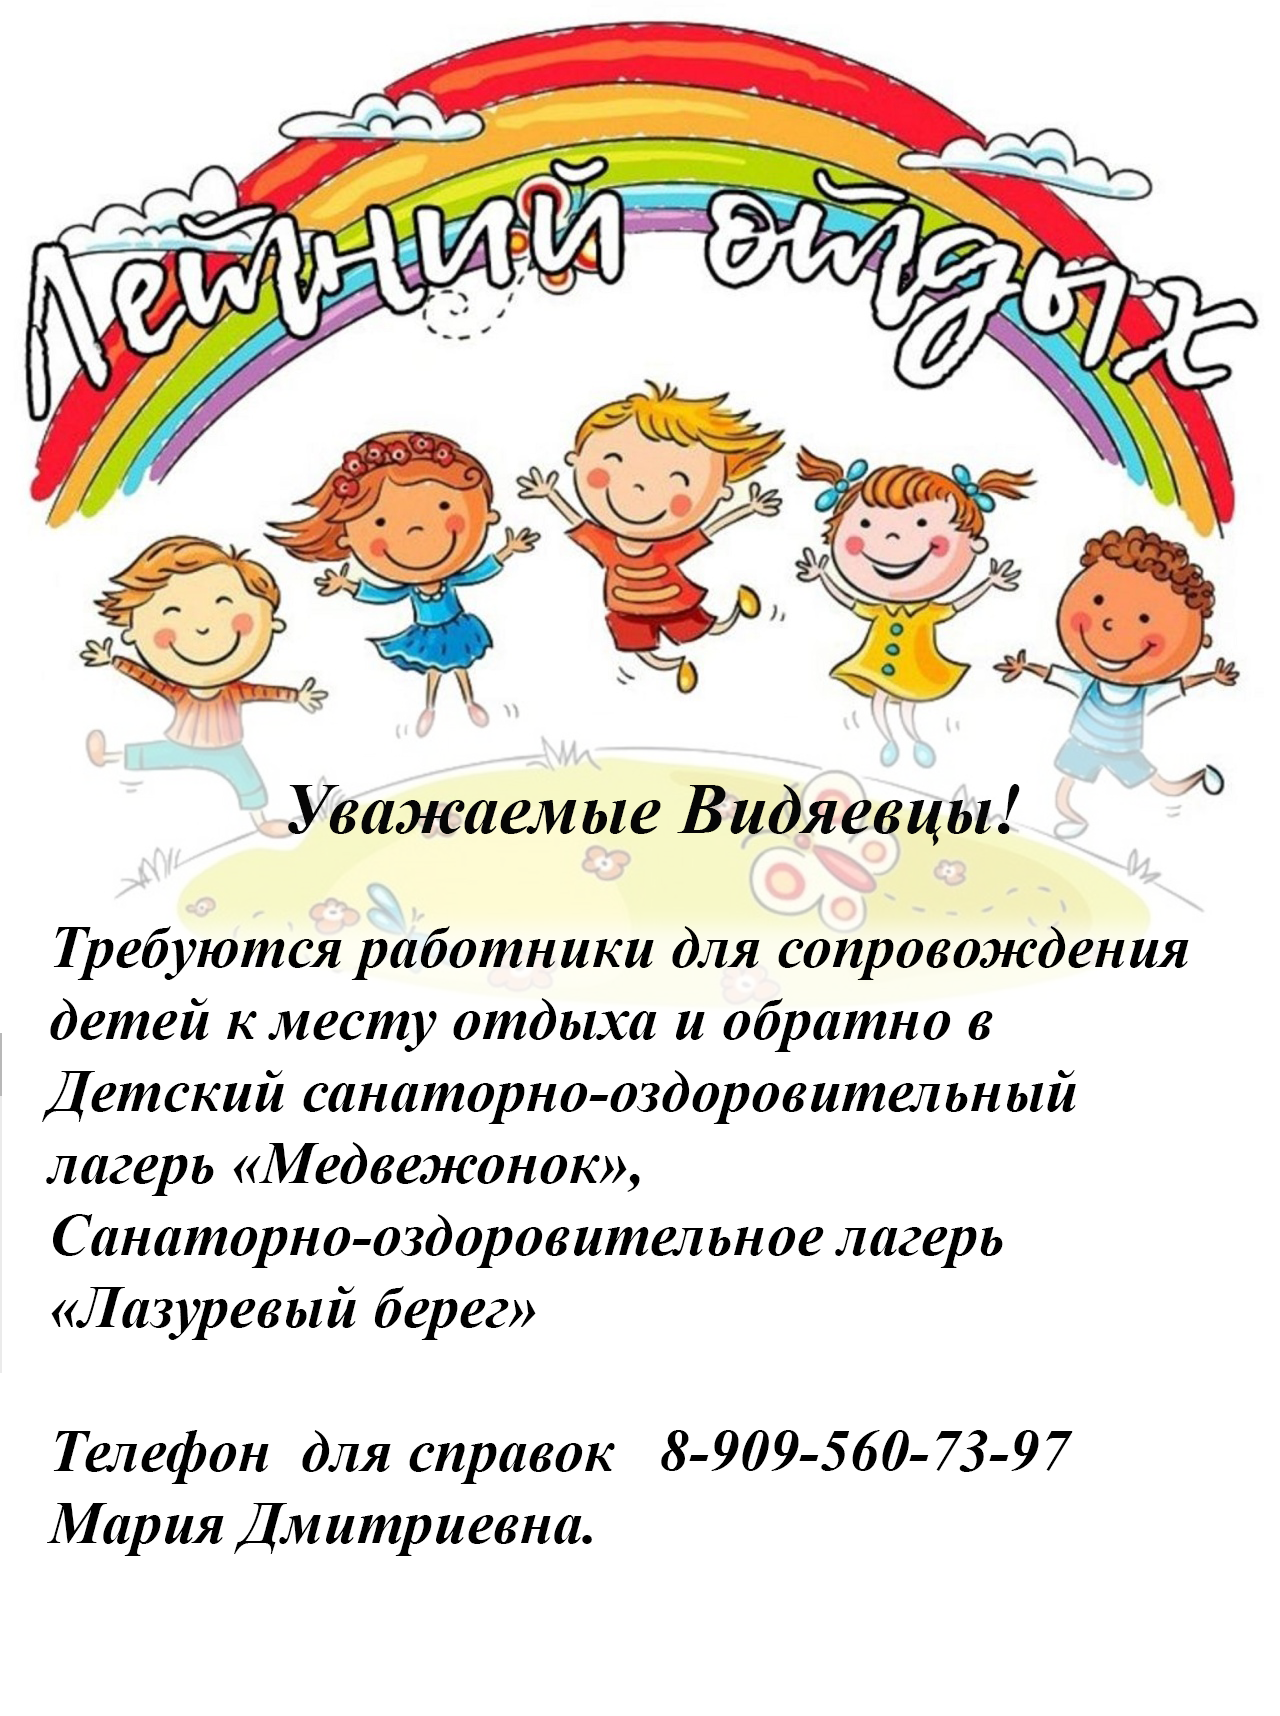 Летний отдых
Уважаемые Видяевцы!
Требуются работники для сопровождения
детей к месту отдыха и обратно в
Детский санаторно-оздоровительный
лагерь «Медвежонок»,
Санаторно-оздоровительное лагерь
«Лазуревый берег»
Телефон для справок 8-909-560-73-97
Мария Дмитриевна.